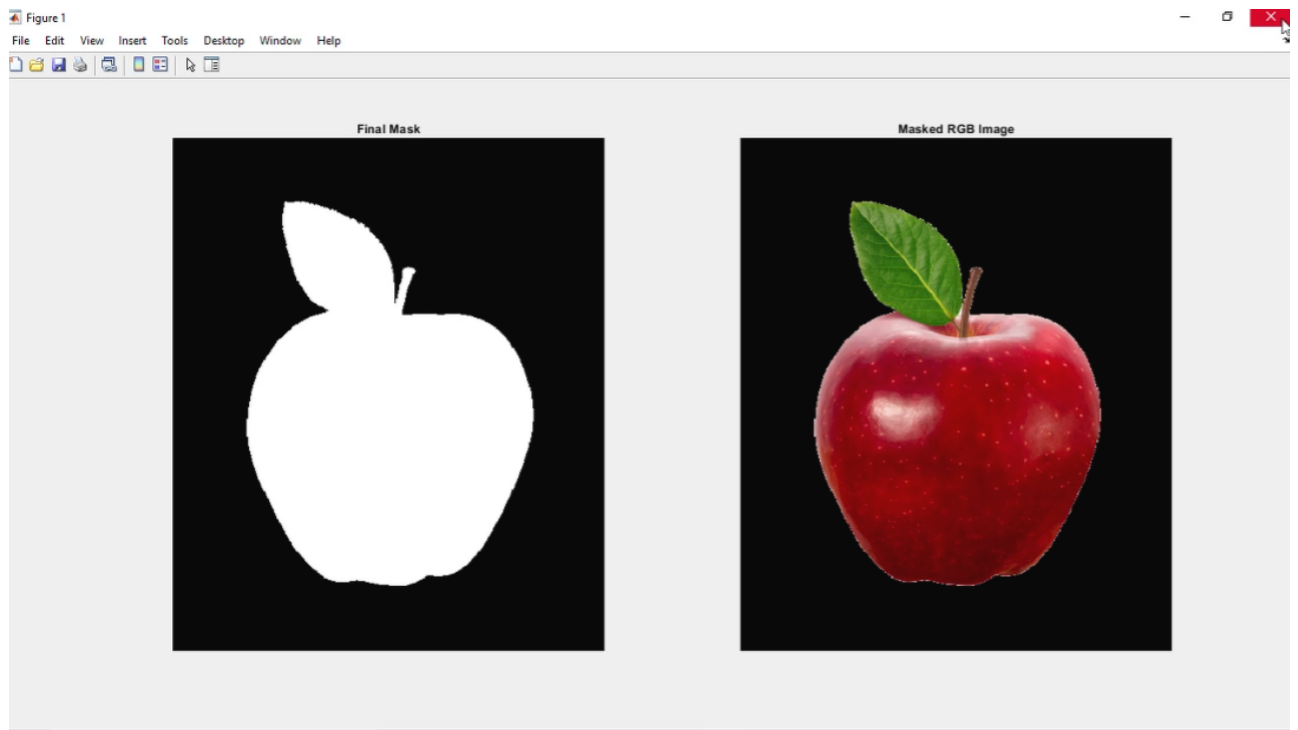 Figure 1
File Edit View Insert Tools Desktop Window Help
Final Mask
Masked RGB Image